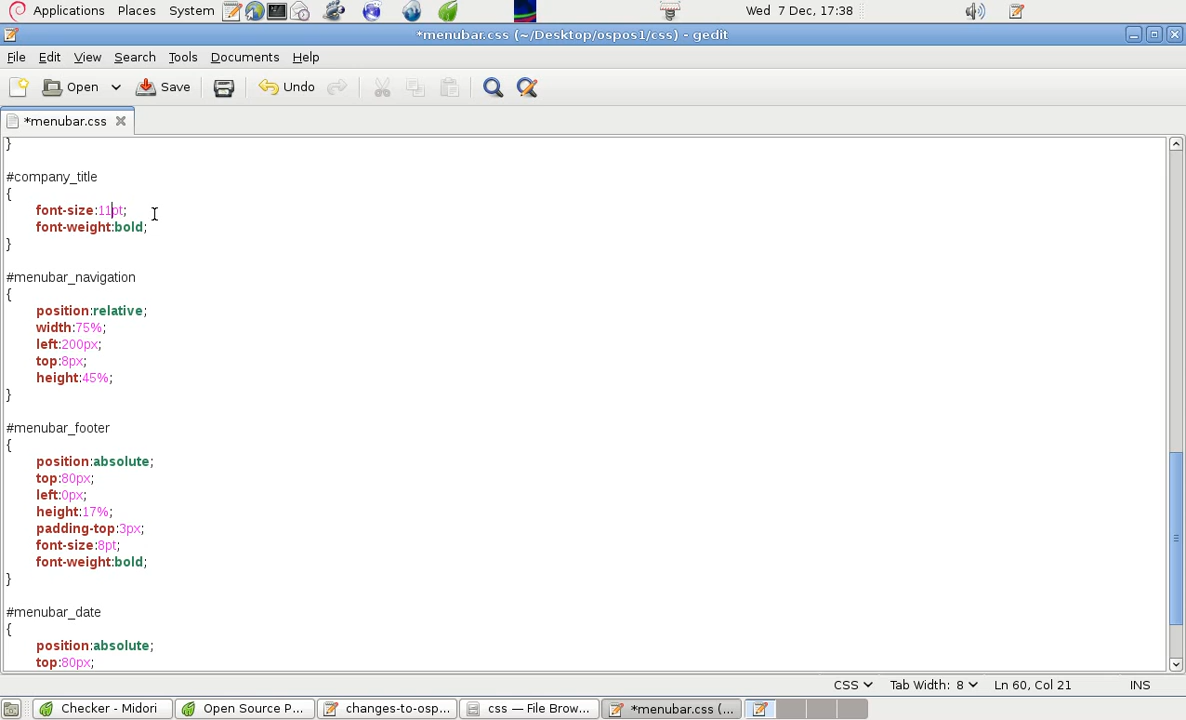 Applications Places System Wed 7 Dec, 17:38
*menubar.css (~/Desktop/ospos1/css) - gedit
File Edit View Search Tools Documents Help
Open Save Undo
*menubar.css
}
#company_title
{
font-size:11pt;
font-weight:bold;
}
#menubar_navigation
{
position:relative;
width:75%;
left:200px;
top:8px;
height:45%;
}
#menubar_footer
{
position:absolute;
top:80px;
left:0px;
height:17%;
padding-top:3px;
font-size:8pt;
font-weight:bold;
}
#menubar_date
{
position:absolute;
top:80px;
CSS Tab Width: 8 Ln 60, Col 21 INS
Checker - Midori Open Source P... changes-to-osp... css — File Brow... *menubar.css (...